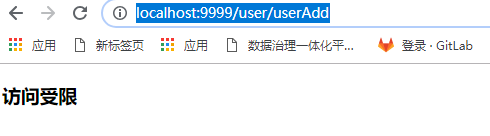 localhost:9999/user/userAdd
应用 新标签页 应用 数据治理一体化平... 登录 · GitLab
访问受限